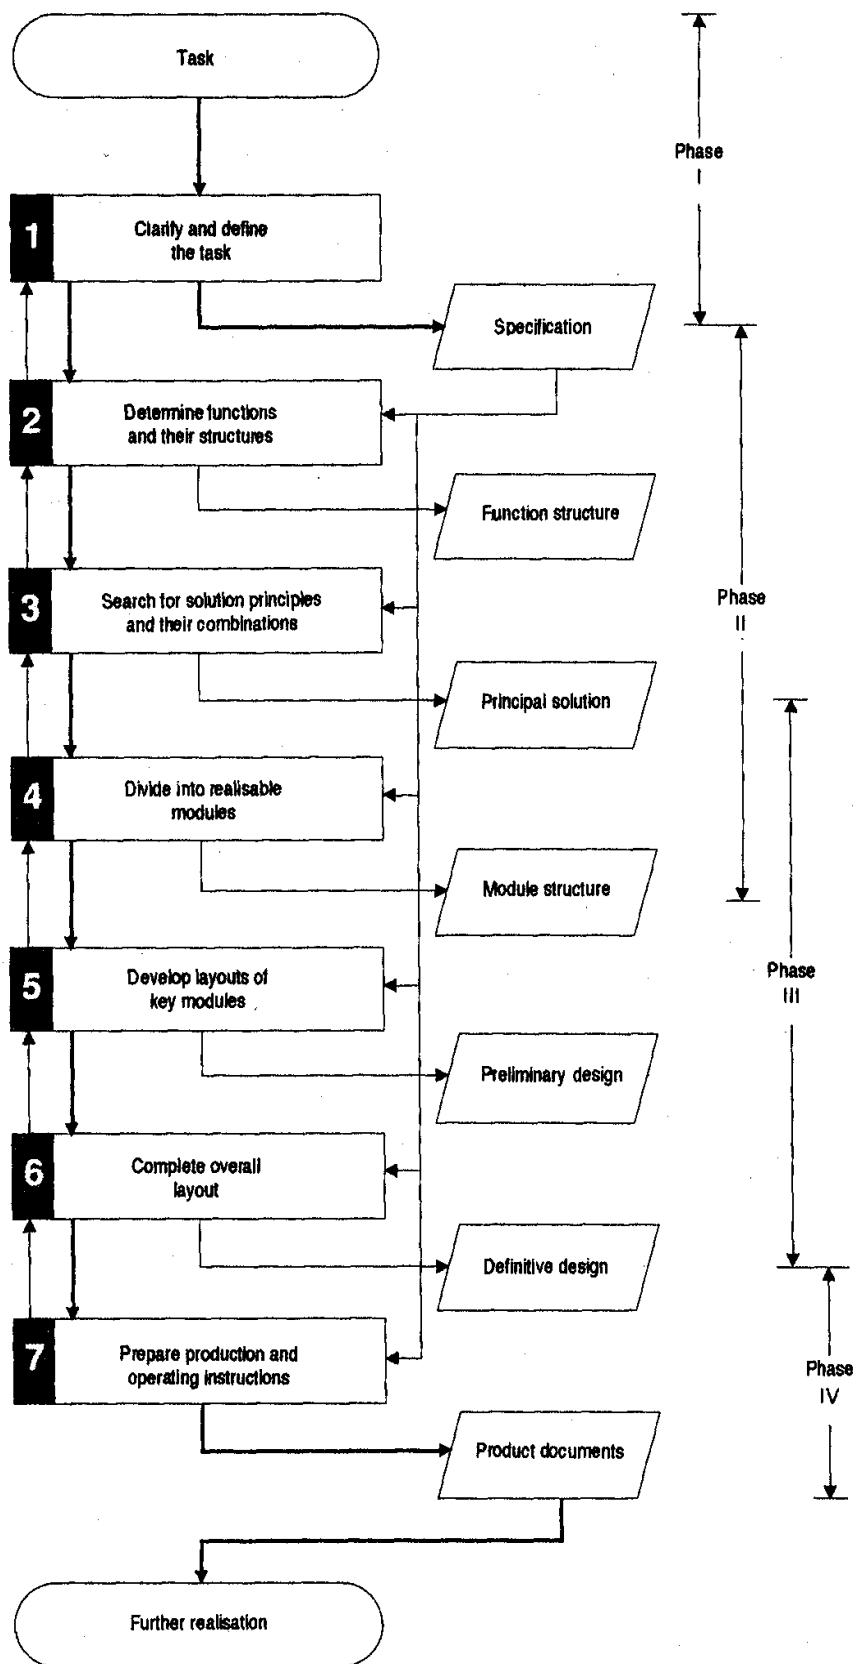 Task
Phase
I
1
Clarify and define
the task
Specification
2
Determine functions
and their structures
Function structure
3
Search for solution principles
and their combinations
Phase
II
Principal solution
4
Divide into realisable
modules
Module structure
5
Develop layouts of
key modules
Phase
III
Preliminary design
6
Complete overall
layout
Definitive design
7
Prepare production and
operating instructions
Phase
IV
Product documents
Further realisation